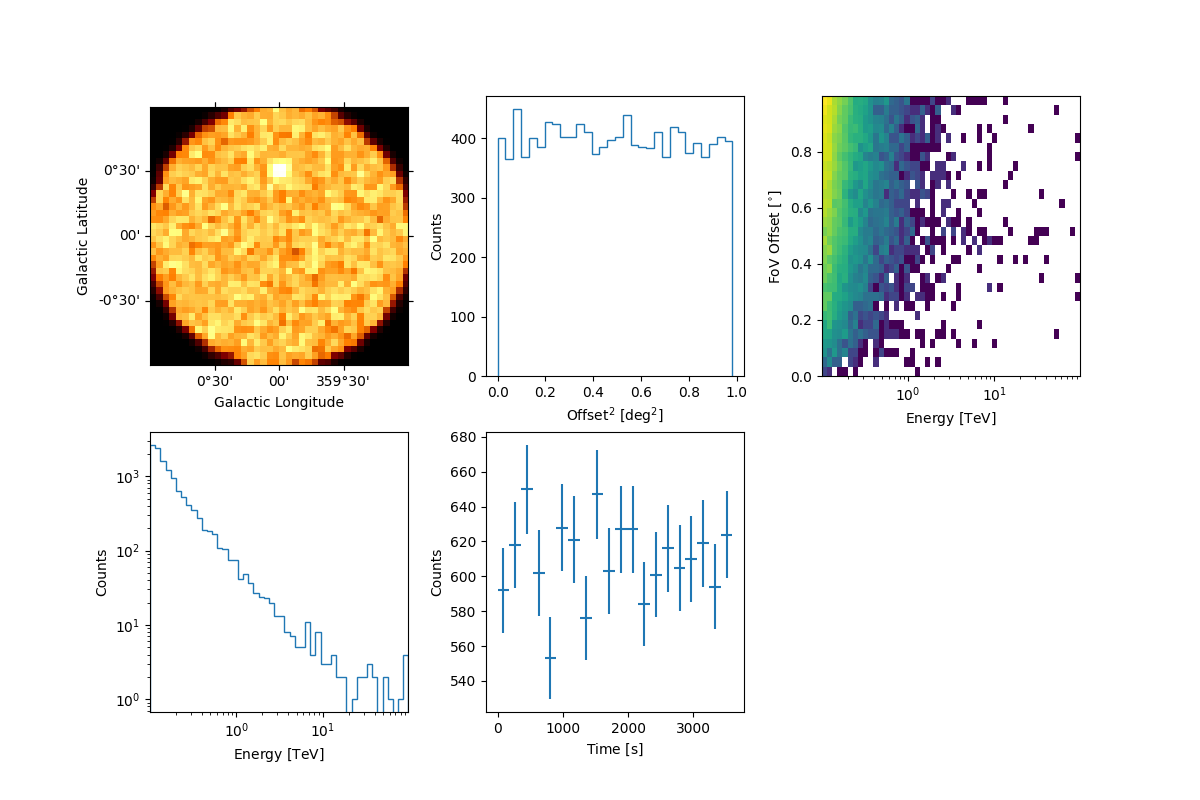 Galactic Latitude
0°30'
00'
-0°30'
0°30' 00' 359°30'
Galactic Longitude
Counts
400
300
200
100
0
0.0 0.2 0.4 0.6 0.8 1.0
Offset² [deg²]
FoV Offset [°]
0.8
0.6
0.4
0.2
0.0
10⁰ 10¹
Energy [TeV]
Counts
10³
10²
10¹
10⁰
10⁰ 10¹
Energy [TeV]
Counts
680
660
640
620
600
580
560
540
0 1000 2000 3000
Time [s]